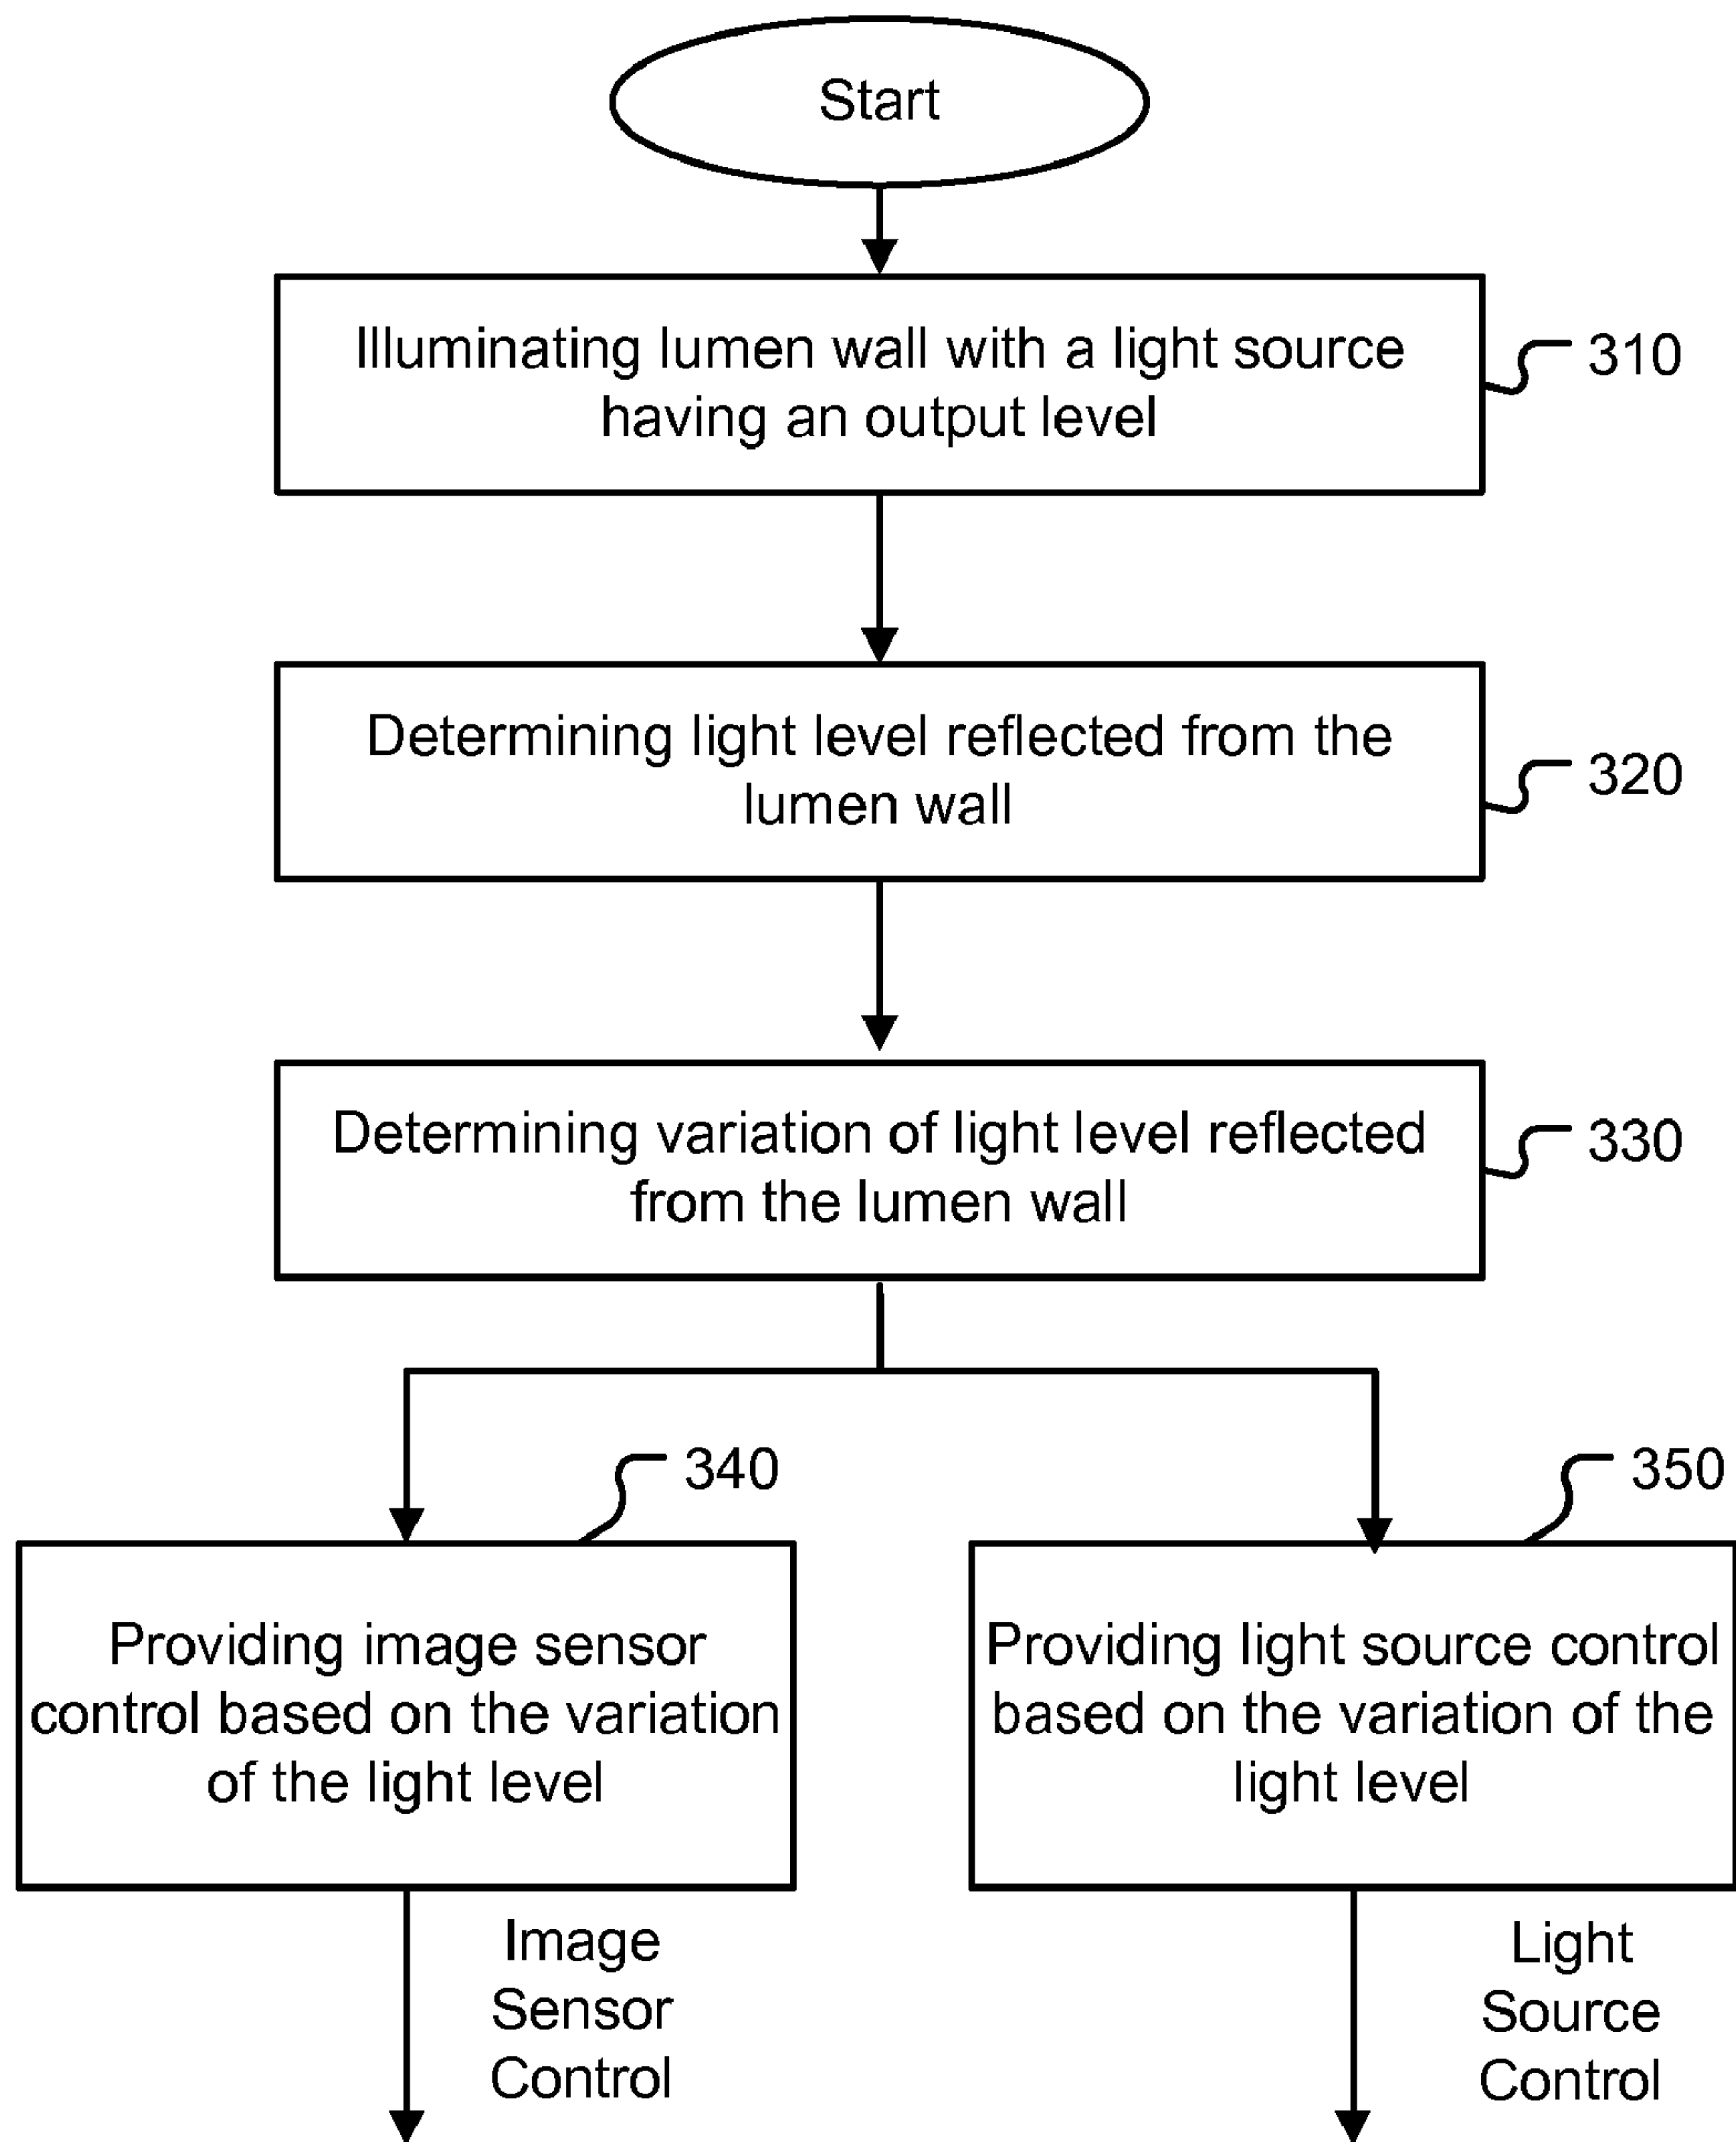 Start
Illuminating lumen wall with a light source
having an output level
310
Determining light level reflected from the
lumen wall
320
Determining variation of light level reflected
from the lumen wall
330
340
350
Providing image sensor
control based on the variation
of the light level
Providing light source control
based on the variation of the
light level
Image
Sensor
Control
Light
Source
Control